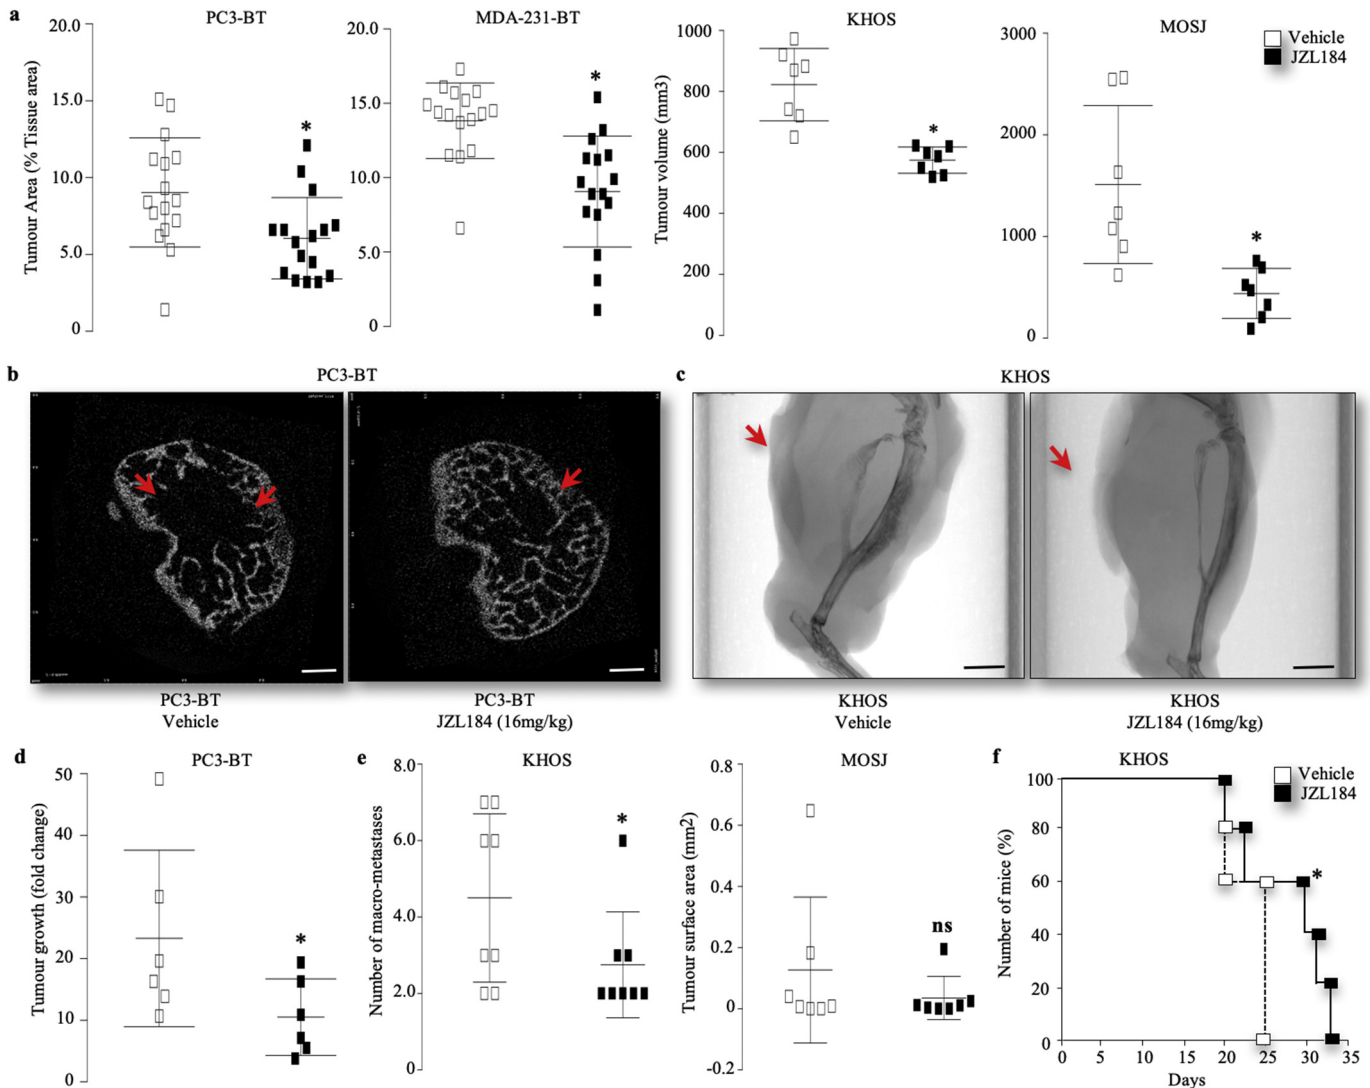 a
PC3-BT
MDA-231-BT
KHOS
MOSJ
Vehicle
JZL184
Tumour Area (% Tissue area)
20.0
15.0
10.0
5.0
0
20.0
15.0
10.0
5.0
0
*
*
Tumour volume (mm3)
1000
800
600
400
200
0
*
3000
2000
1000
0
*
b
PC3-BT
c
KHOS
PC3-BT
Vehicle
PC3-BT
JZL184 (16mg/kg)
KHOS
Vehicle
KHOS
JZL184 (16mg/kg)
d
PC3-BT
Tumour growth (fold change)
50
40
30
20
10
0
*
e
KHOS
Number of macro-metastases
8.0
6.0
4.0
2.0
0
*
MOSJ
Tumour surface area (mm2)
0.8
0.6
0.4
0.2
0
-0.2
ns
f
KHOS
Vehicle
JZL184
Number of mice (%)
100
80
60
40
20
0
*
0 5 10 15 20 25 30 35
Days